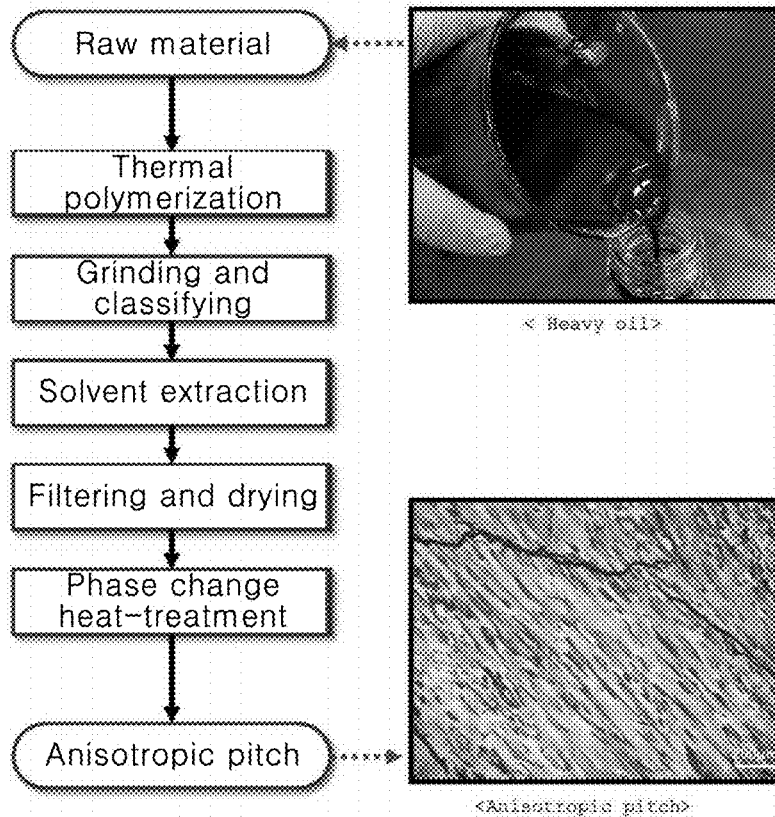 Raw material
Thermal
polymerization
Grinding and
classifying
< Heavy oil>
Solvent extraction
Filtering and drying
Phase change
heat-treatment
Anisotropic pitch
<Anisotropic pitch>